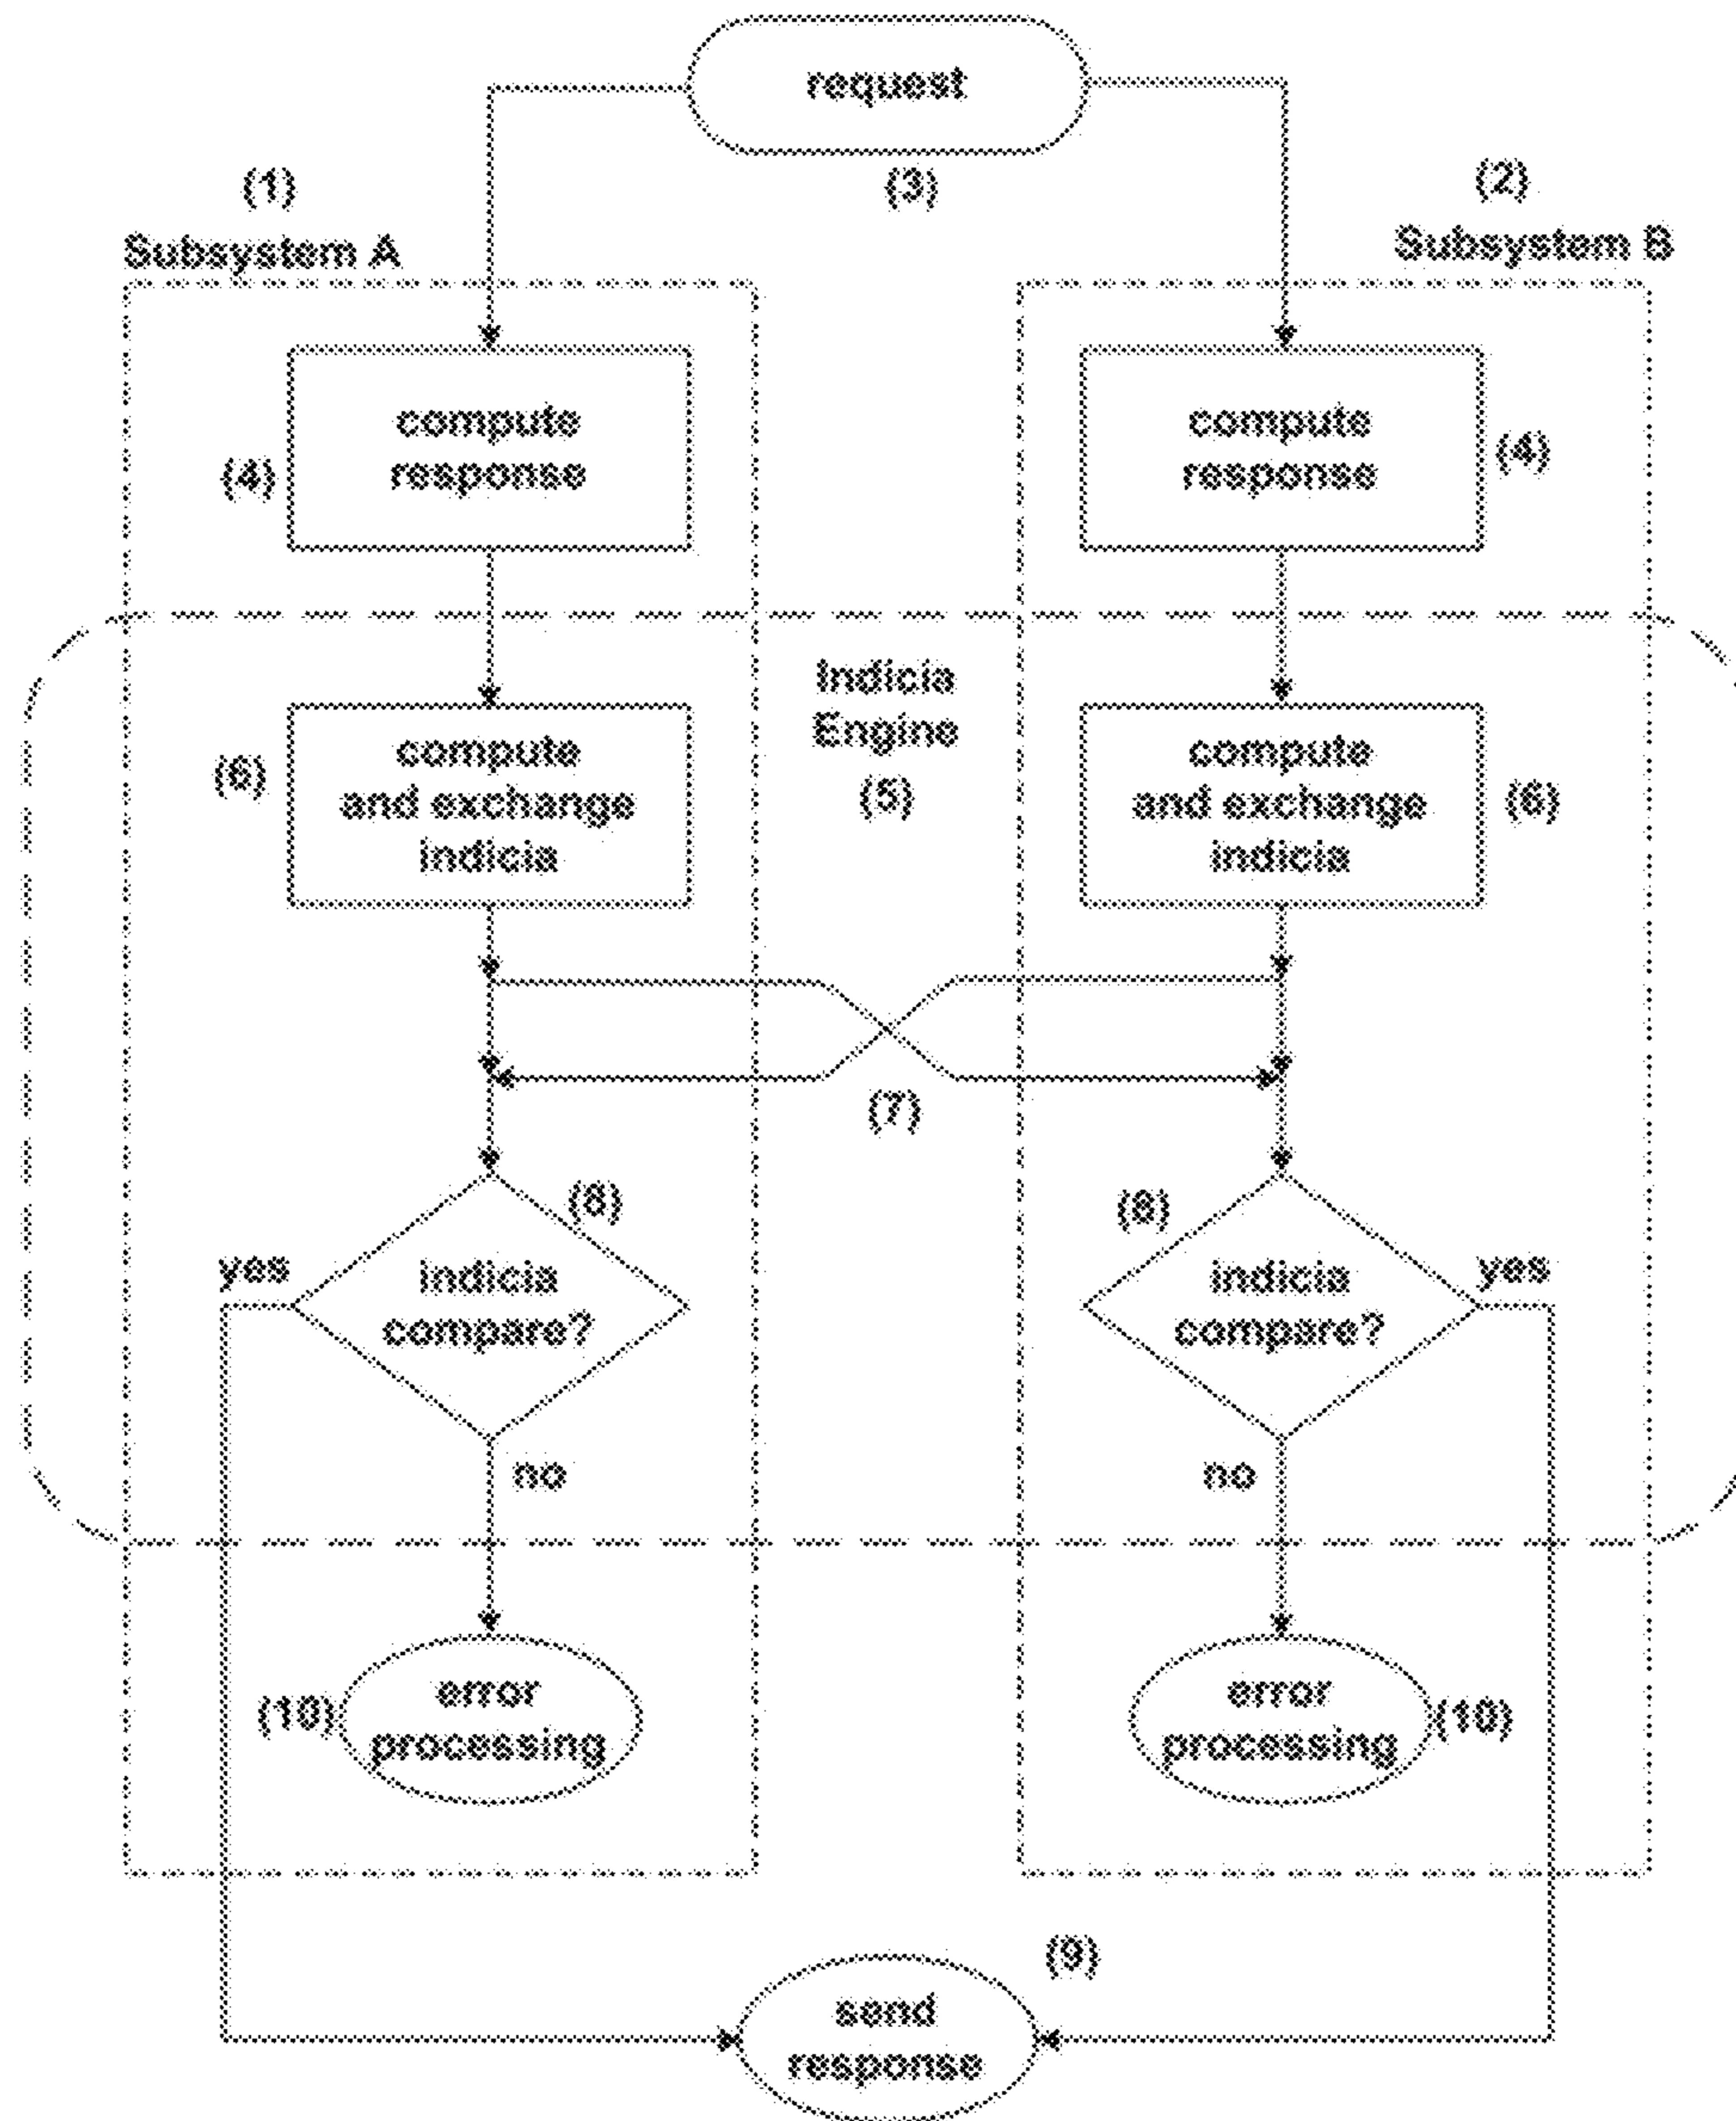 request
(3)
(1)
Subsystem A
(2)
Subsystem B
compute
response
(4)
compute
response
(4)
Indicia
Engine
(5)
compute
and exchange
indicia
(6)
compute
and exchange
indicia
(6)
(7)
(8)
indicia
compare?
yes
no
(8)
indicia
compare?
yes
no
error
processing
(10)
error
processing
(10)
(9)
send
response